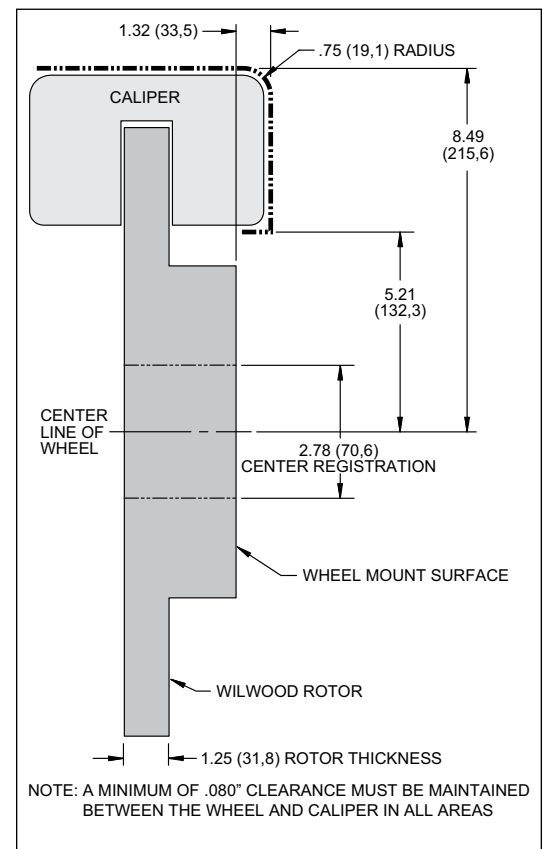 1.32 (33,5)
.75 (19,1) RADIUS
CALIPER
8.49
(215,6)
5.21
(132,3)
CENTER
LINE OF
WHEEL
2.78 (70,6)
CENTER REGISTRATION
WHEEL MOUNT SURFACE
WILWOOD ROTOR
1.25 (31,8) ROTOR THICKNESS
NOTE: A MINIMUM OF .080" CLEARANCE MUST BE MAINTAINED
BETWEEN THE WHEEL AND CALIPER IN ALL AREAS